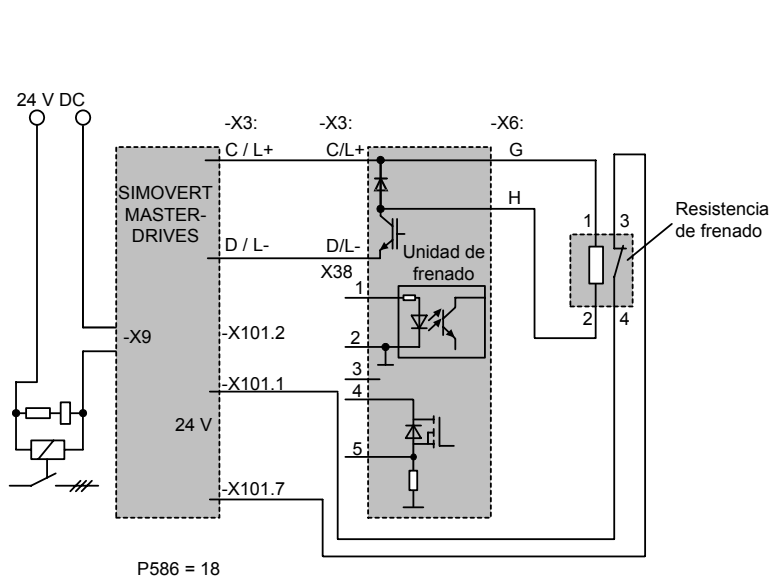 24 V DC
-X3:
-X3:
-X6:
C / L+
C/L+
G
SIMOVERT
MASTER-
DRIVES
H
1
3
Resistencia
de frenado
D / L-
D/L-
Unidad de
frenado
X38
1
2
4
-X9
-X101.2
2
3
-X101.1
4
24 V
5
-X101.7
P586 = 18